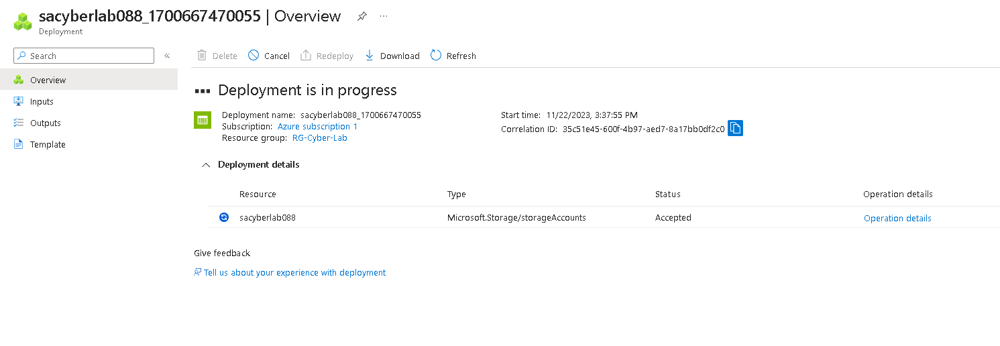 sacyberlab088_1700667470055 | Overview
Deployment
Search
«
Delete Cancel Redeploy Download Refresh
Overview
Inputs
Outputs
Template
Deployment is in progress
Deployment name: sacyberlab088_1700667470055
Subscription: Azure subscription 1
Resource group: RG-Cyber-Lab
Start time: 11/22/2023, 3:37:55 PM
Correlation ID: 35c51e45-600f-4b97-aed7-8a17bb0df2c0
Deployment details
Resource Type Status Operation details
sacyberlab088 Microsoft.Storage/storageAccounts Accepted Operation details
Give feedback
Tell us about your experience with deployment